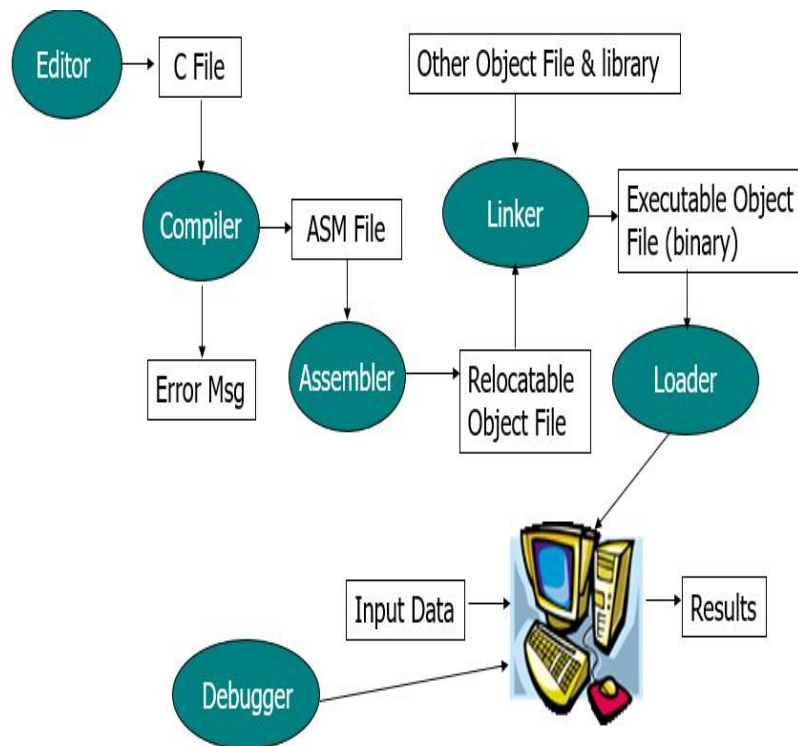 Editor
C File
Other Object File & library
Compiler
ASM File
Linker
Executable Object
File (binary)
Error Msg
Assembler
Relocatable
Object File
Loader
Input Data
Results
Debugger